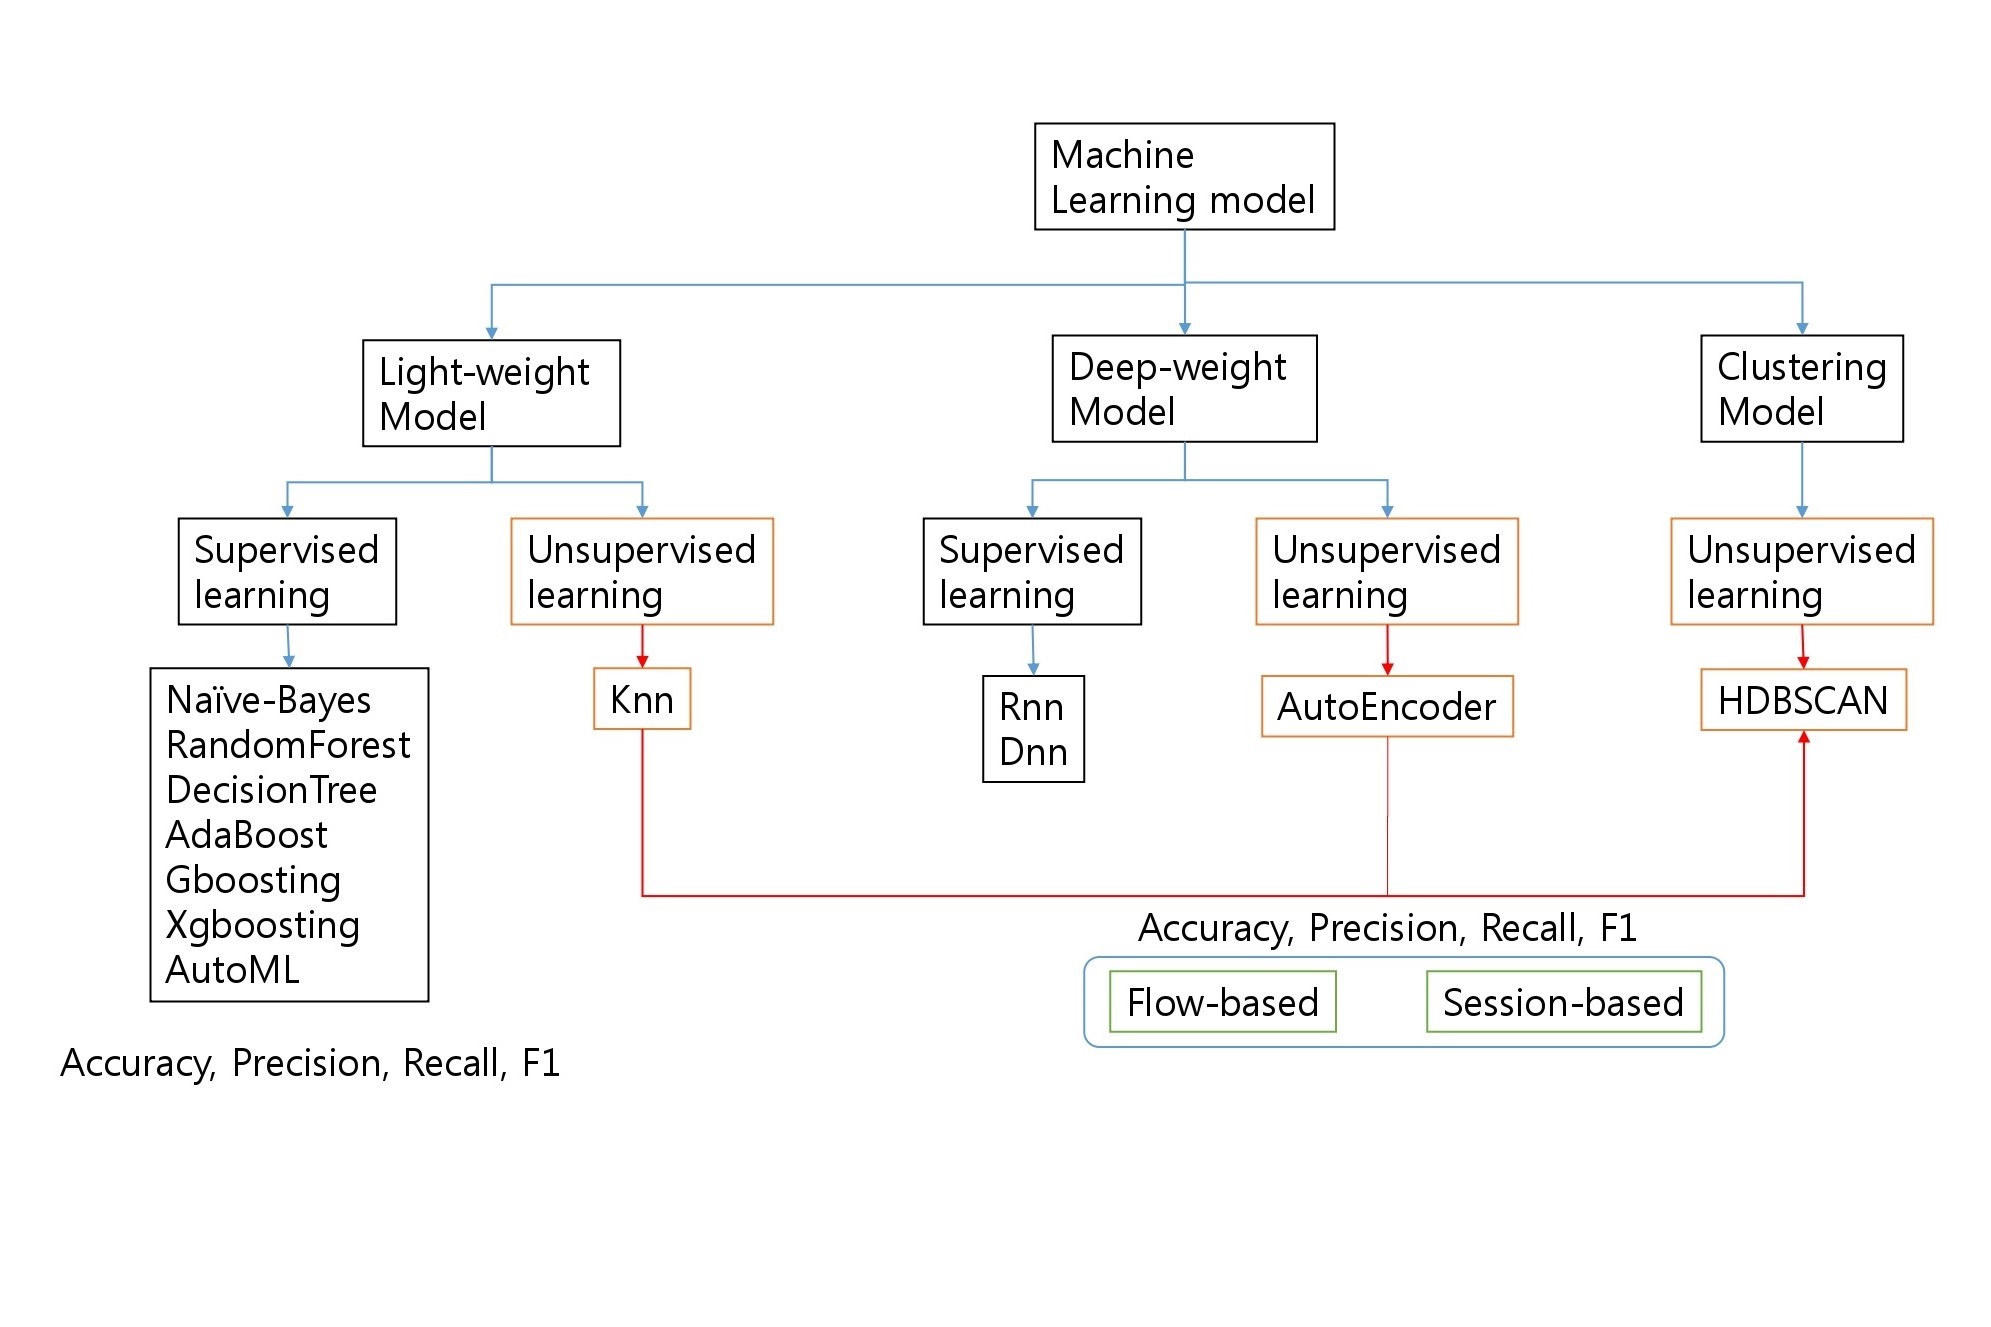 Machine
Learning model
Light-weight
Model
Deep-weight
Model
Clustering
Model
Supervised
learning
Unsupervised
learning
Supervised
learning
Unsupervised
learning
Unsupervised
learning
Naïve-Bayes
RandomForest
DecisionTree
AdaBoost
Gboosting
Xgboosting
AutoML
Knn
Rnn
Dnn
AutoEncoder
HDBSCAN
Accuracy, Precision, Recall, F1
Flow-based
Session-based
Accuracy, Precision, Recall, F1